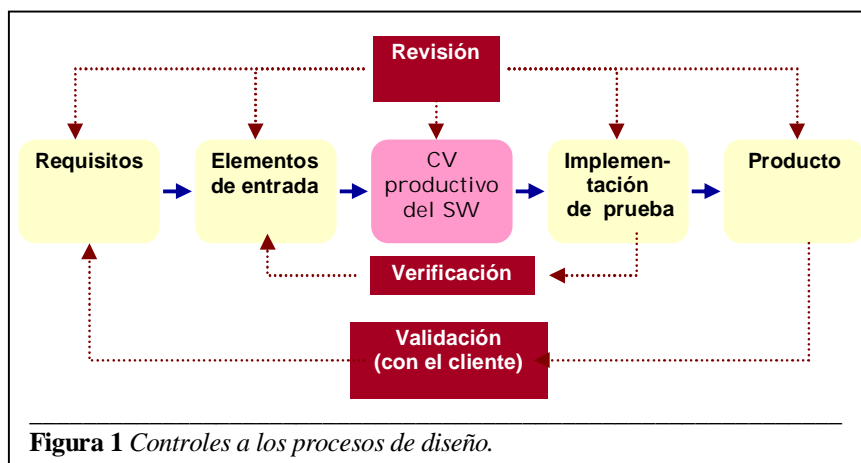 Revisión
Requisitos
Elementos
de entrada
CV
productivo
del SW
Implemen-
tación
de prueba
Producto
Verificación
Validación
(con el cliente)
Figura 1 Controles a los procesos de diseño.